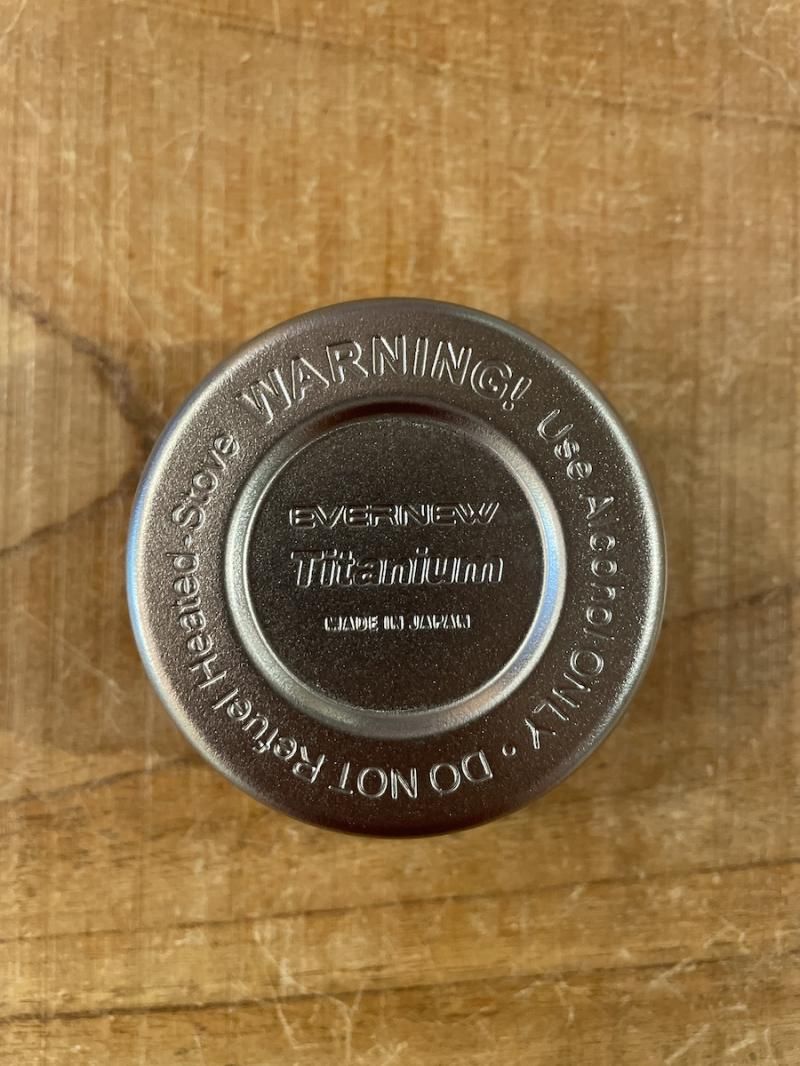 WARNING! Use Alcohol ONLY • DO NOT Refuel Heated-Stove
EVERNEW
Titanium
MADE IN JAPAN